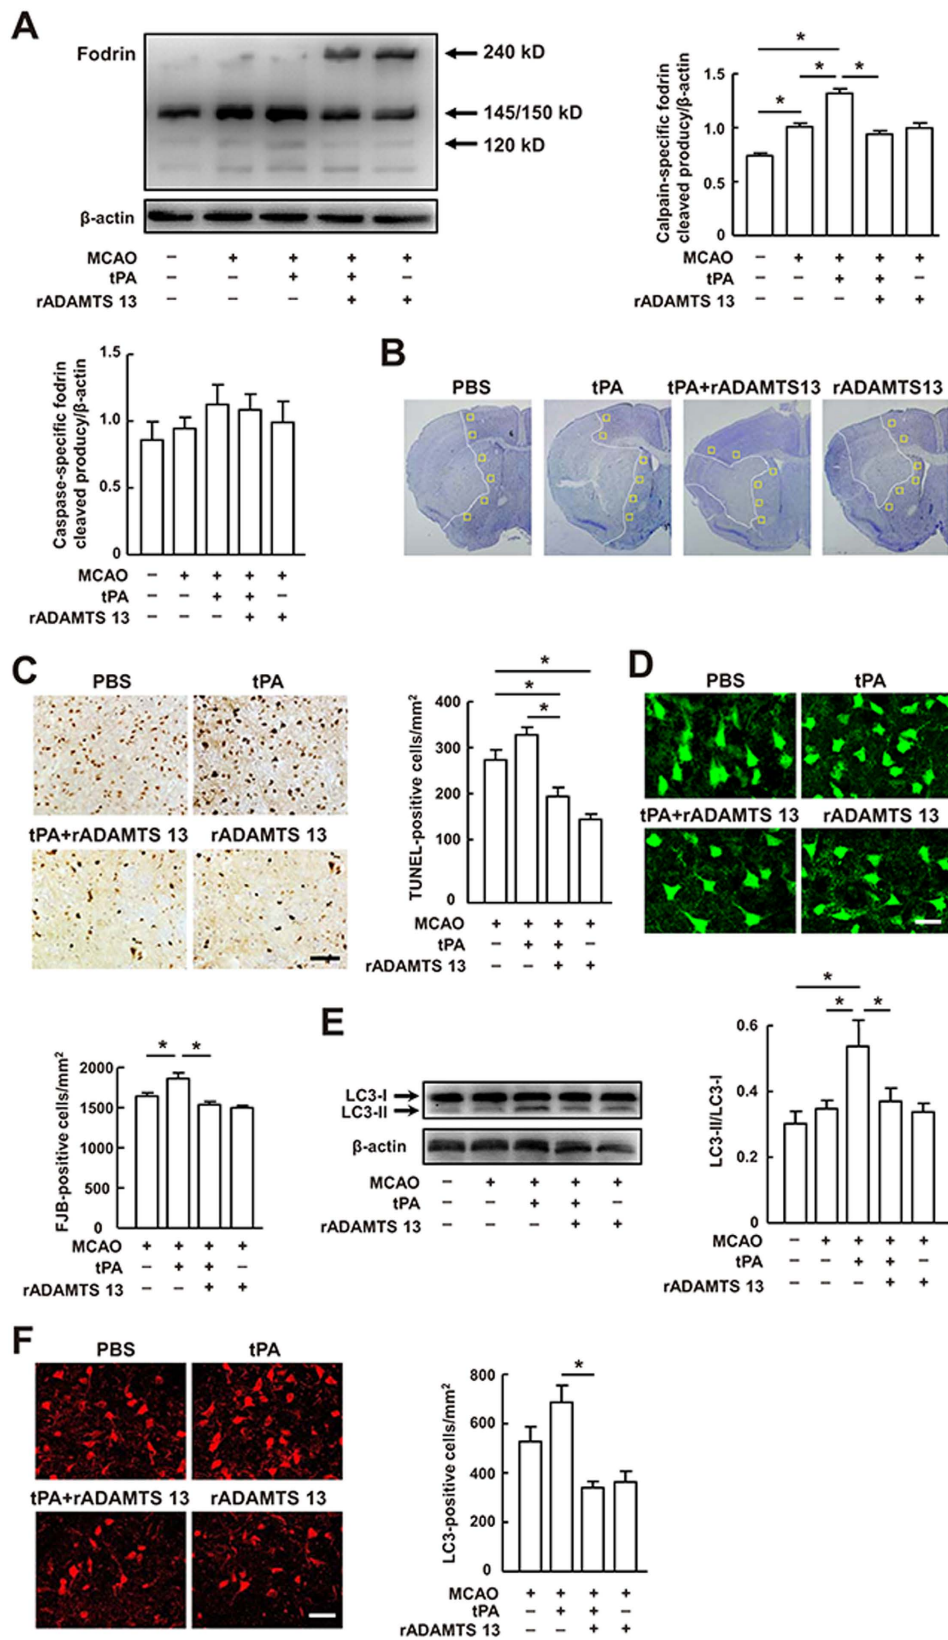 A
Fodrin
240 kD
145/150 kD
120 kD
β-actin
MCAO – + + + +
tPA – – + + –
rADAMTS 13 – – – + +
Calpain-specific fodrin
cleaved producy/β-actin
1.5
1.0
0.5
0
* * * *
MCAO – + + + +
tPA – – + + –
rADAMTS 13 – – – + +
Caspase-specific fodrin
cleaved producy/β-actin
1.5
1.0
0.5
0
MCAO – + + + +
tPA – – + + –
rADAMTS 13 – – – + +
B
PBS tPA tPA+rADAMTS13 rADAMTS13
C
PBS tPA
tPA+rADAMTS 13 rADAMTS 13
TUNEL-positive cells/mm²
400
300
200
100
0
* * *
MCAO + + + +
tPA – + + –
rADAMTS 13 – – + +
D
PBS tPA
tPA+rADAMTS 13 rADAMTS 13
FJB-positive cells/mm²
2000
1500
1000
500
0
* *
MCAO + + + +
tPA – + + –
rADAMTS 13 – – + +
E
LC3-I
LC3-II
β-actin
MCAO – + + + +
tPA – – + + –
rADAMTS 13 – – – + +
LC3-II/LC3-I
0.6
0.4
0.2
0
* * *
MCAO – + + + +
tPA – – + + –
rADAMTS 13 – – – + +
F
PBS tPA
tPA+rADAMTS 13 rADAMTS 13
LC3-positive cells/mm²
800
600
400
200
0
*
MCAO + + + +
tPA – + + –
rADAMTS 13 – – + +